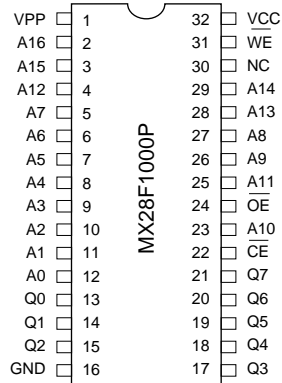 VPP 1 32 VCC
A16 2 31 WE
A15 3 30 NC
A12 4 29 A14
A7 5 28 A13
A6 6 27 A8
A5 7 26 A9
A4 8 25 A11
A3 9 24 OE
A2 10 23 A10
A1 11 22 CE
A0 12 21 Q7
Q0 13 20 Q6
Q1 14 19 Q5
Q2 15 18 Q4
GND 16 17 Q3
MX28F1000P